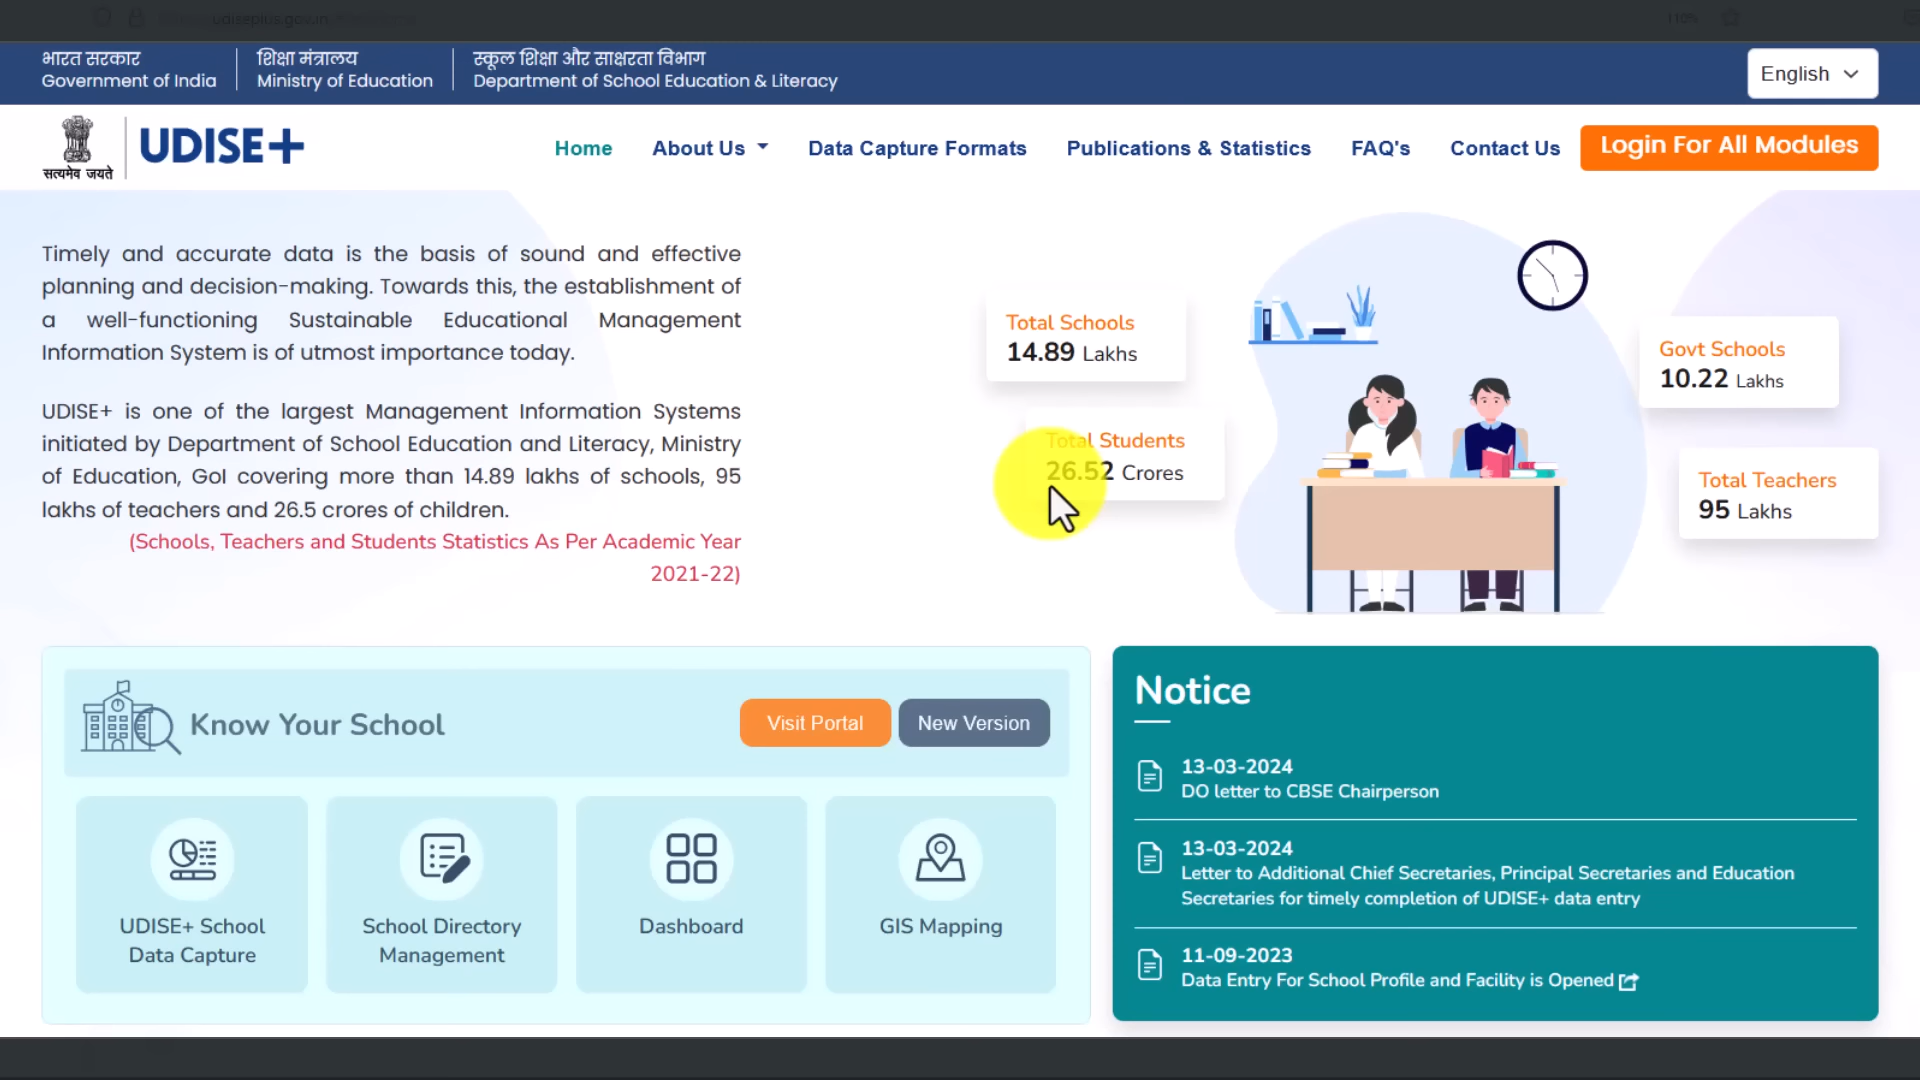 udiseplus.gov.in
110%
भारत सरकार
Government of India
शिक्षा मंत्रालय
Ministry of Education
स्कूल शिक्षा और साक्षरता विभाग
Department of School Education & Literacy
English
सत्यमेव जयते
UDISE+
Home
About Us
Data Capture Formats
Publications & Statistics
FAQ's
Contact Us
Login For All Modules
Timely and accurate data is the basis of sound and effective
planning and decision-making. Towards this, the establishment of
a well-functioning Sustainable Educational Management
Information System is of utmost importance today.
UDISE+ is one of the largest Management Information Systems
initiated by Department of School Education and Literacy, Ministry
of Education, GoI covering more than 14.89 lakhs of schools, 95
lakhs of teachers and 26.5 crores of children.
(Schools, Teachers and Students Statistics As Per Academic Year
2021-22)
Total Schools
14.89 Lakhs
Total Students
26.52 Crores
Govt Schools
10.22 Lakhs
Total Teachers
95 Lakhs
Know Your School
Visit Portal
New Version
UDISE+ School
Data Capture
School Directory
Management
Dashboard
GIS Mapping
Notice
13-03-2024
DO letter to CBSE Chairperson
13-03-2024
Letter to Additional Chief Secretaries, Principal Secretaries and Education
Secretaries for timely completion of UDISE+ data entry
11-09-2023
Data Entry For School Profile and Facility is Opened